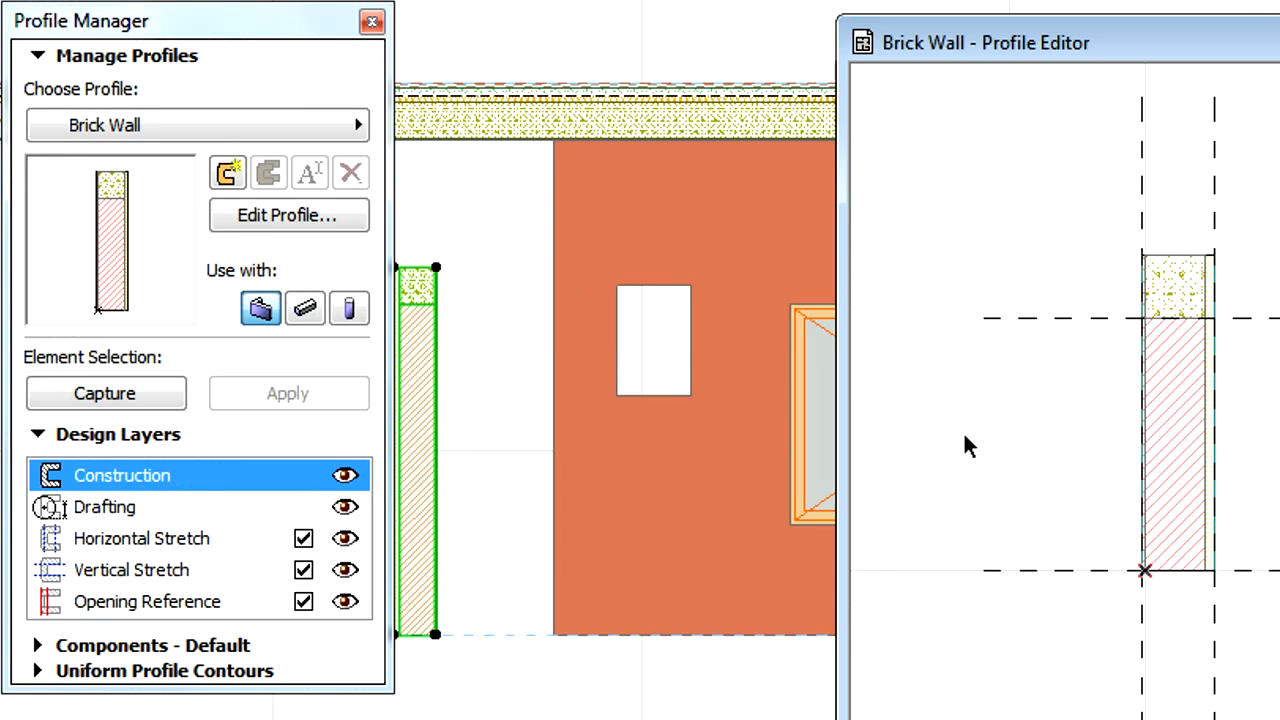 Profile Manager
Manage Profiles
Choose Profile:
Brick Wall
Edit Profile...
Use with:
Element Selection:
Capture
Apply
Design Layers
Construction
Drafting
Horizontal Stretch
Vertical Stretch
Opening Reference
Components - Default
Uniform Profile Contours
Brick Wall - Profile Editor